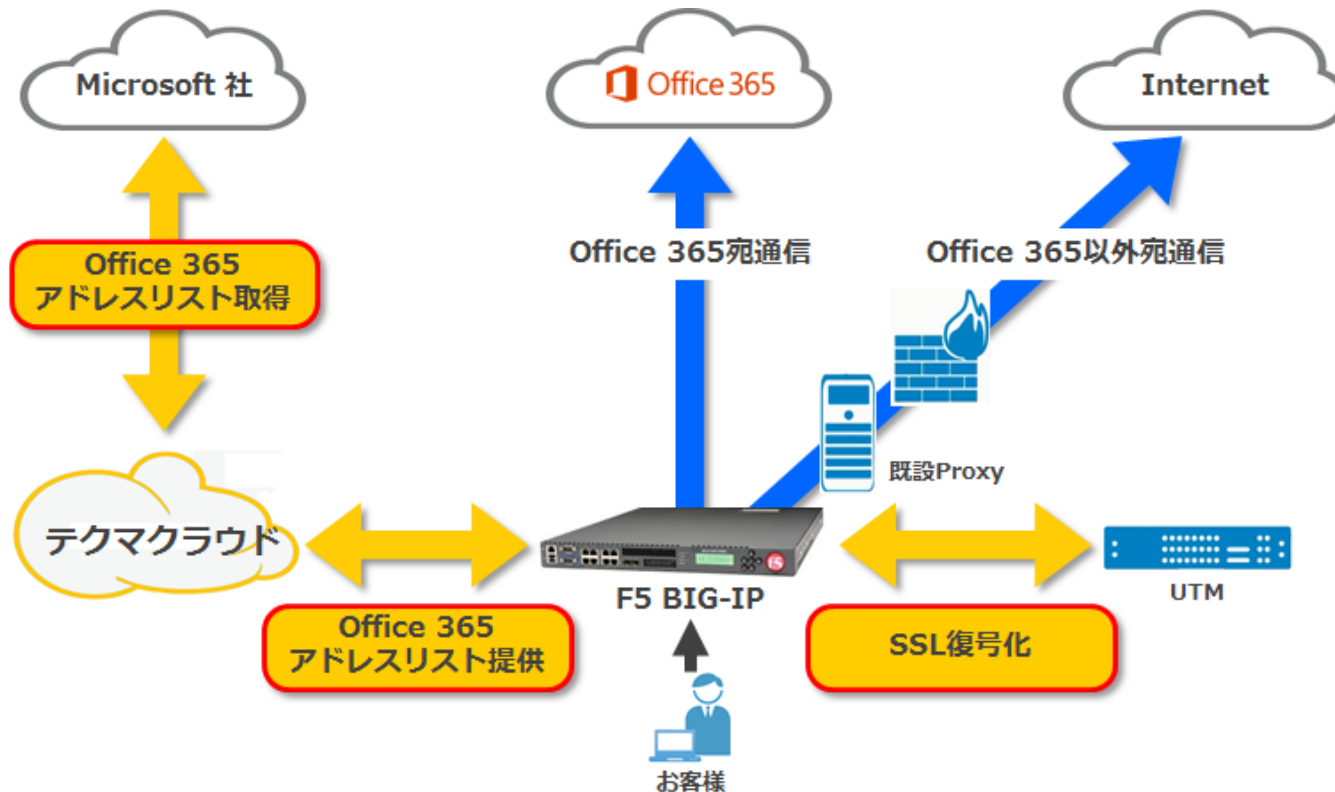 Microsoft 社
Office 365
Internet
Office 365
アドレスリスト取得
Office 365宛通信
Office 365以外宛通信
既設Proxy
テクマクラウド
f5
F5 BIG-IP
UTM
Office 365
アドレスリスト提供
SSL復号化
お客様